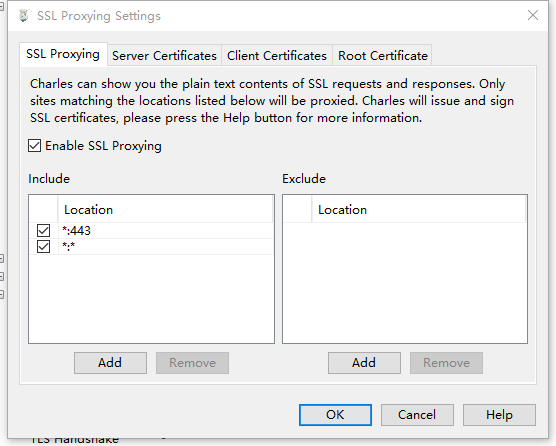 SSL Proxying Settings
SSL Proxying Server Certificates Client Certificates Root Certificate
Charles can show you the plain text contents of SSL requests and responses. Only
sites matching the locations listed below will be proxied. Charles will issue and sign
SSL certificates, please press the Help button for more information.
Enable SSL Proxying
Include Exclude
Location Location
*:443
*:*
Add Remove Add Remove
OK Cancel Help
TLS Handshake